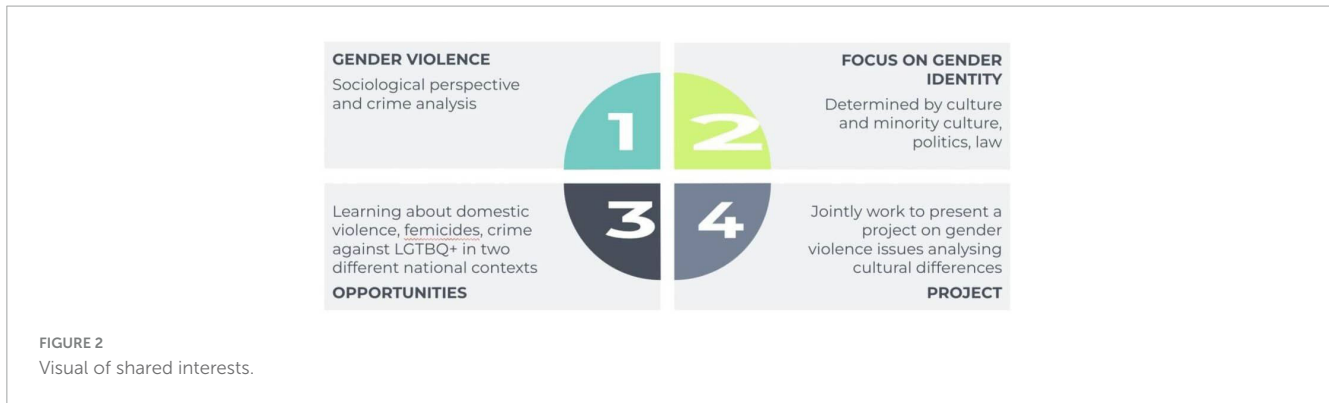 GENDER VIOLENCE
Sociological perspective
and crime analysis
1
FOCUS ON GENDER
IDENTITY
Determined by culture
and minority culture,
politics, law
2
Learning about domestic
violence, femicides, crime
against LGTBQ+ in two
different national contexts
OPPORTUNITIES
3
4
Jointly work to present a
project on gender
violence issues analysing
cultural differences
PROJECT
FIGURE 2
Visual of shared interests.